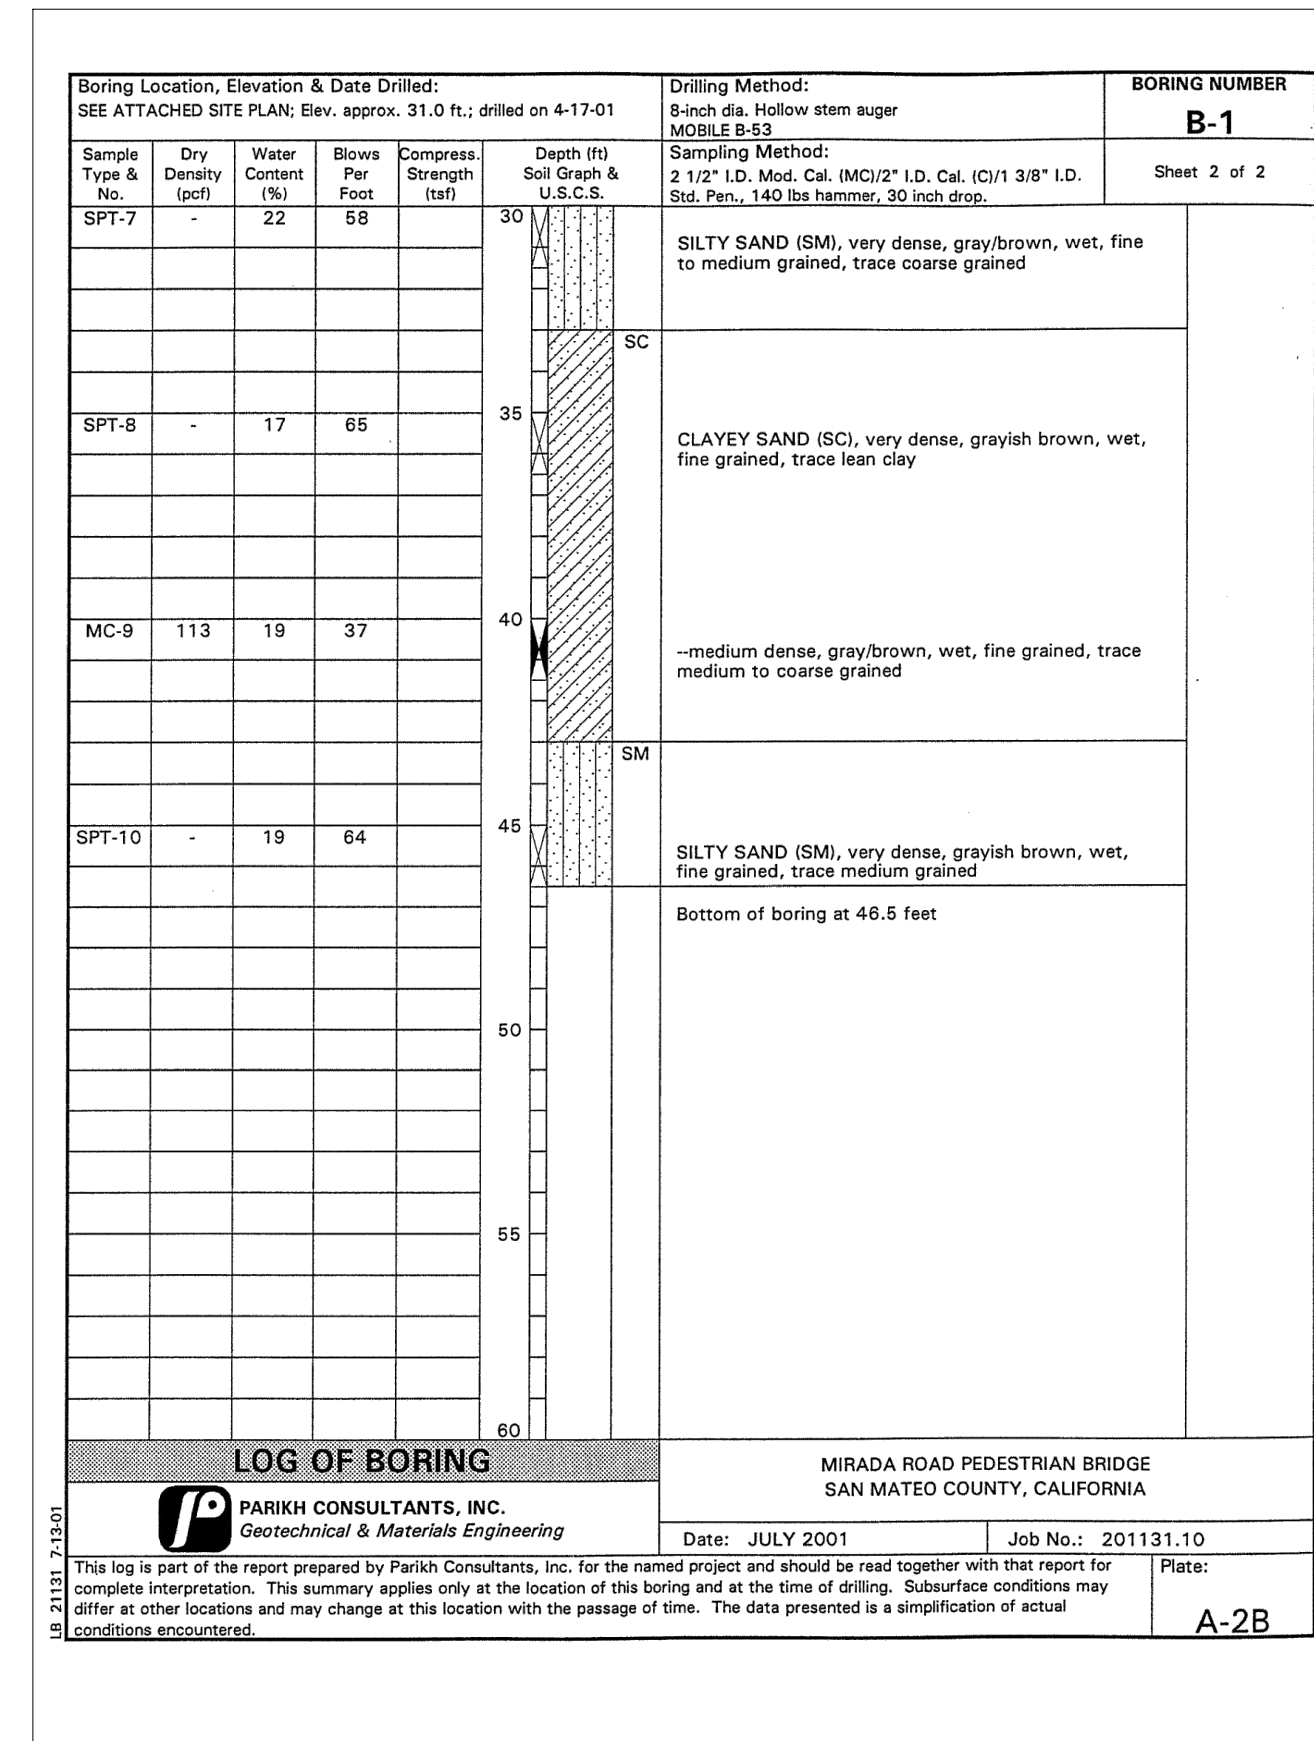 Boring Location, Elevation & Date Drilled:
SEE ATTACHED SITE PLAN; Elev. approx. 31.0 ft.; drilled on 4-17-01
Drilling Method:
8-inch dia. Hollow stem auger
MOBILE B-53
BORING NUMBER
B-1
Sample Type & No.
Dry Density (pcf)
Water Content (%)
Blows Per Foot
Compress. Strength (tsf)
Depth (ft)
Soil Graph &
U.S.C.S.
Sampling Method:
2 1/2" I.D. Mod. Cal. (MC)/2" I.D. Cal. (C)/1 3/8" I.D.
Std. Pen., 140 lbs hammer, 30 inch drop.
Sheet 2 of 2
SPT-7 - 22 58 30
SILTY SAND (SM), very dense, gray/brown, wet, fine
to medium grained, trace coarse grained
SC
SPT-8 - 17 65 35
CLAYEY SAND (SC), very dense, grayish brown, wet,
fine grained, trace lean clay
MC-9 113 19 37 40
--medium dense, gray/brown, wet, fine grained, trace
medium to coarse grained
SM
SPT-10 - 19 64 45
SILTY SAND (SM), very dense, grayish brown, wet,
fine grained, trace medium grained
Bottom of boring at 46.5 feet
50
55
60
LOG OF BORING
PARIKH CONSULTANTS, INC.
Geotechnical & Materials Engineering
MIRADA ROAD PEDESTRIAN BRIDGE
SAN MATEO COUNTY, CALIFORNIA
Date: JULY 2001
Job No.: 201131.10
This log is part of the report prepared by Parikh Consultants, Inc. for the named project and should be read together with that report for
complete interpretation. This summary applies only at the location of this boring and at the time of drilling. Subsurface conditions may
differ at other locations and may change at this location with the passage of time. The data presented is a simplification of actual
conditions encountered.
Plate:
A-2B
LB 21131 7-13-01